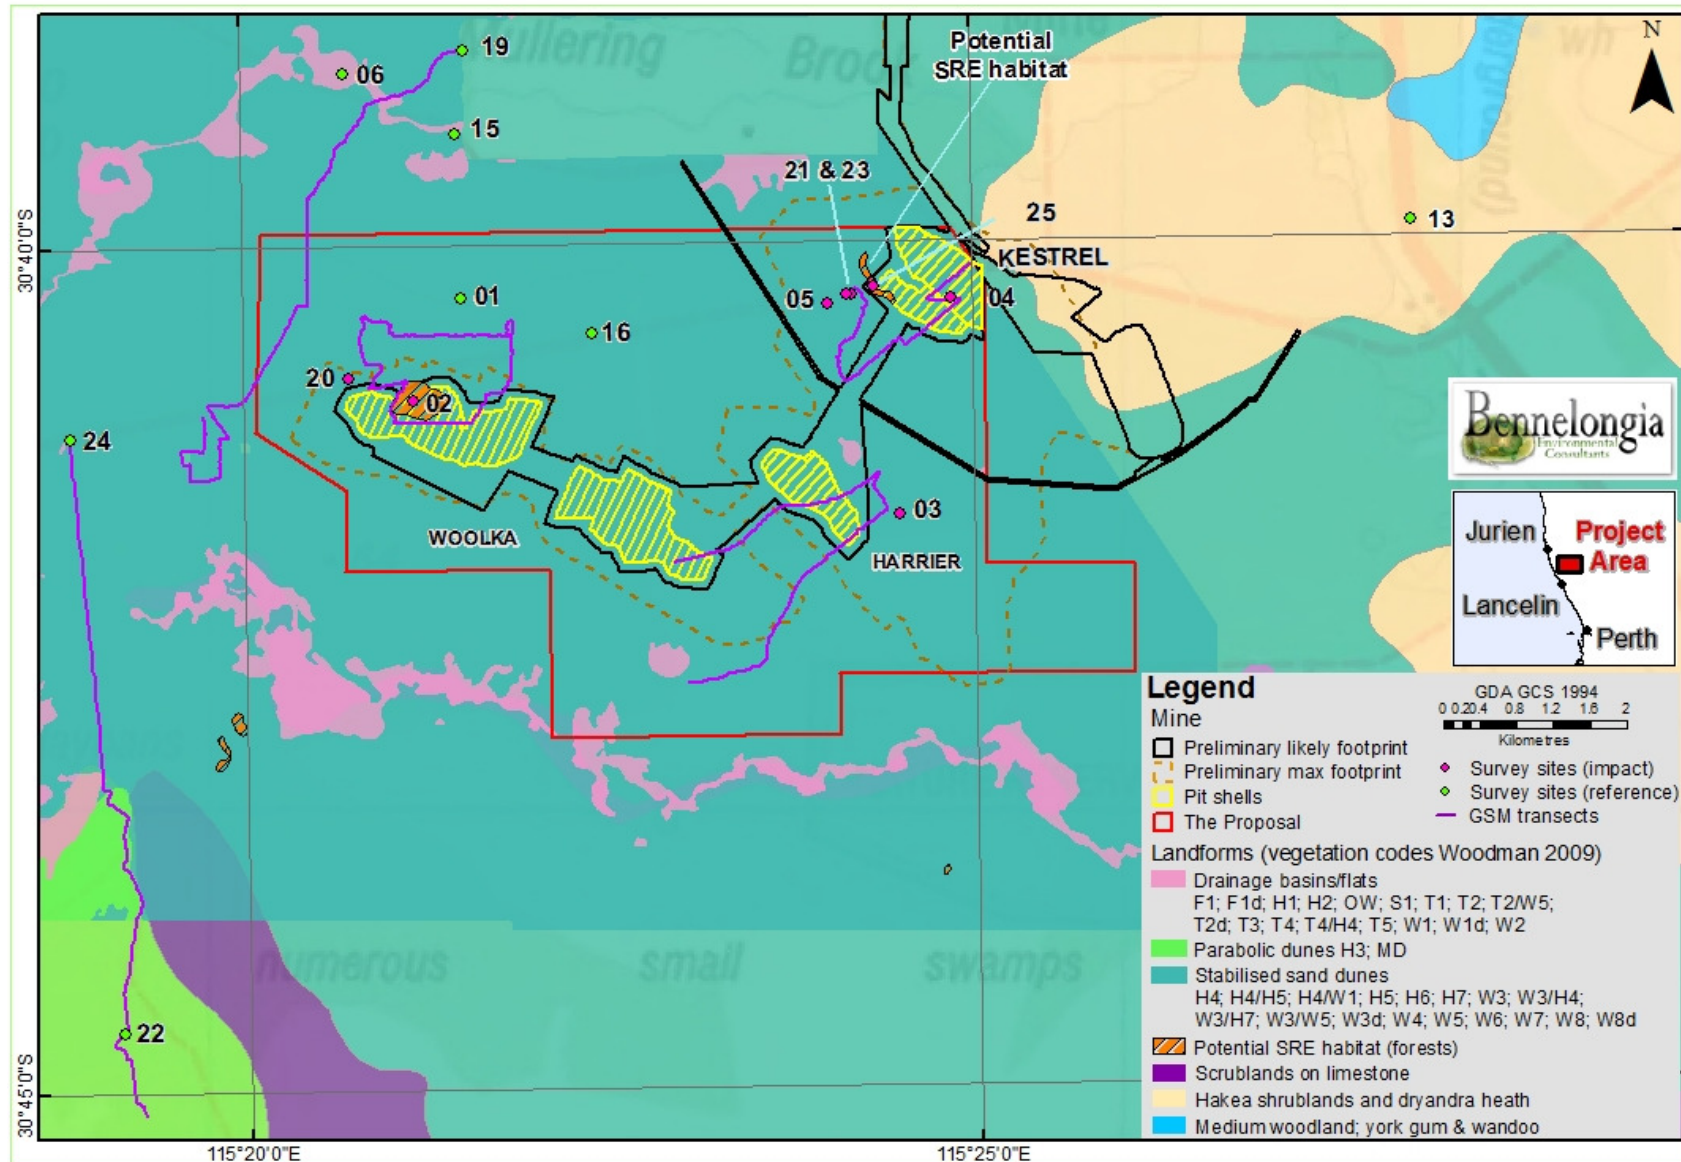 Mullering
Brook
Mine
wh
Potential
SRE habitat
N
19
06
15
21 & 23
25
13
30°40'0"S
KESTREL
01
05
04
16
20
02
24
03
WOOLKA
HARRIER
Bennelongia
Environmental
Consultants
Jurien
Project
Area
Lancelin
Perth
numerous
small
swamps
22
30°45'0"S
115°20'0"E
115°25'0"E
Legend
GDA GCS 1994
0 0.20.4 0.8 1.2 1.6 2
Kilometres
Mine
Preliminary likely footprint
Preliminary max footprint
Pit shells
The Proposal
Survey sites (impact)
Survey sites (reference)
GSM transects
Landforms (vegetation codes Woodman 2009)
Drainage basins/flats
F1; F1d; H1; H2; OW; S1; T1; T2; T2/W5;
T2d; T3; T4; T4/H4; T5; W1; W1d; W2
Parabolic dunes H3; MD
Stabilised sand dunes
H4; H4/H5; H4/W1; H5; H6; H7; W3; W3/H4;
W3/H7; W3/W5; W3d; W4; W5; W6; W7; W8; W8d
Potential SRE habitat (forests)
Scrublands on limestone
Hakea shrublands and dryandra heath
Medium woodland; york gum & wandoo